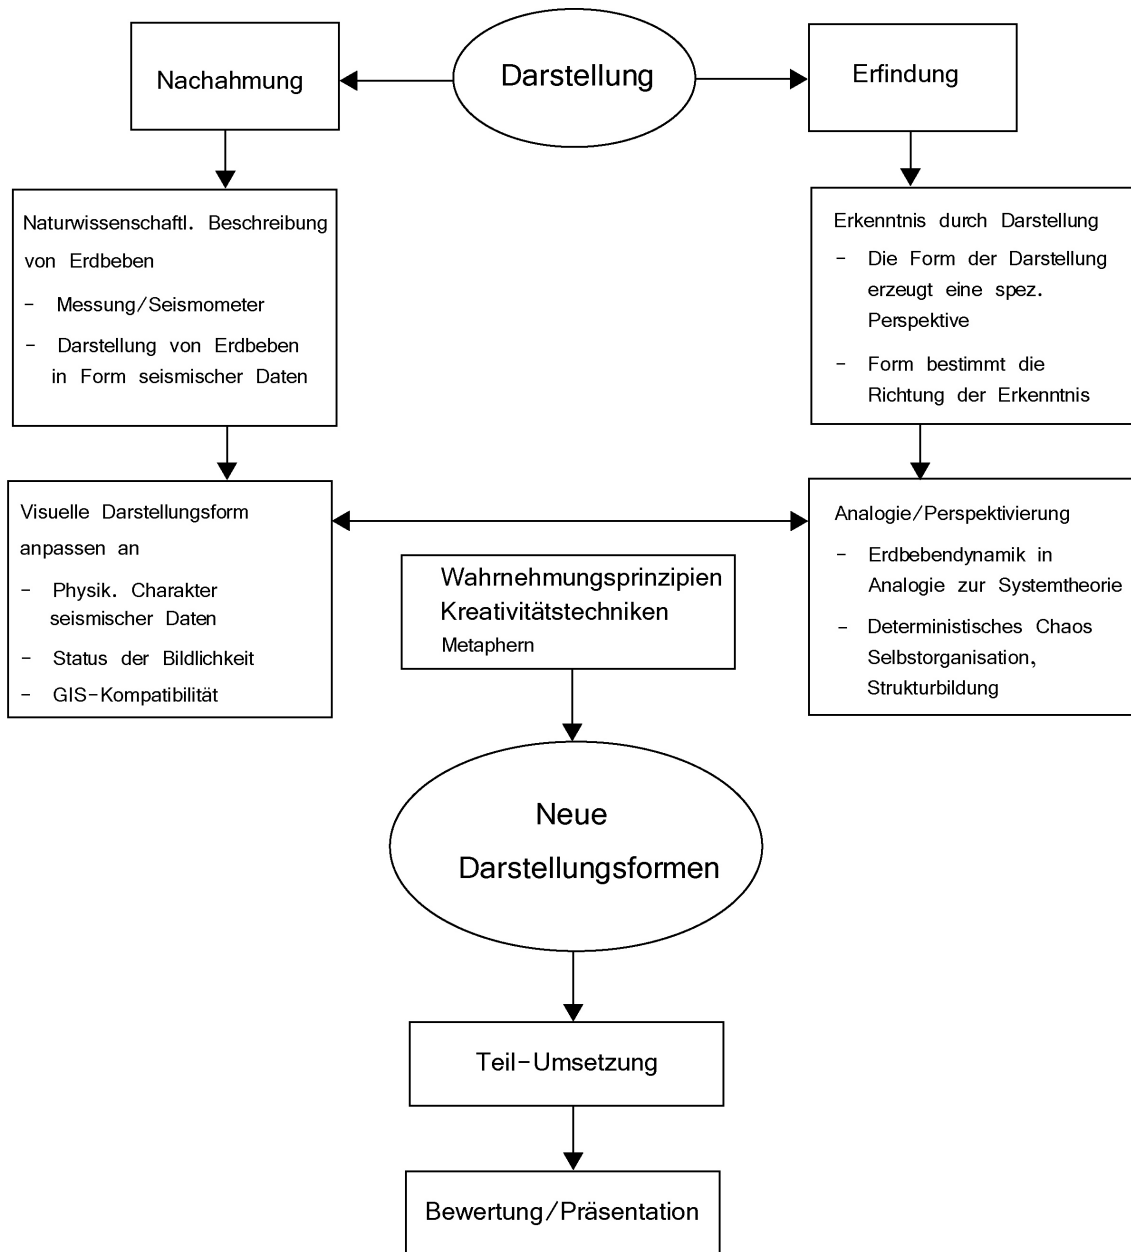 Darstellung
Nachahmung
Erfindung
Naturwissenschaftl. Beschreibung
von Erdbeben
- Messung/Seismometer
- Darstellung von Erdbeben
in Form seismischer Daten
Erkenntnis durch Darstellung
- Die Form der Darstellung
erzeugt eine spez.
Perspektive
- Form bestimmt die
Richtung der Erkenntnis
Visuelle Darstellungsform
anpassen an
- Physik. Charakter
seismischer Daten
- Status der Bildlichkeit
- GIS-Kompatibilität
Analogie/Perspektivierung
- Erdbebendynamik in
Analogie zur Systemtheorie
- Deterministisches Chaos
Selbstorganisation,
Strukturbildung
Wahrnehmungsprinzipien
Kreativitätstechniken
Metaphern
Neue
Darstellungsformen
Teil-Umsetzung
Bewertung/Präsentation